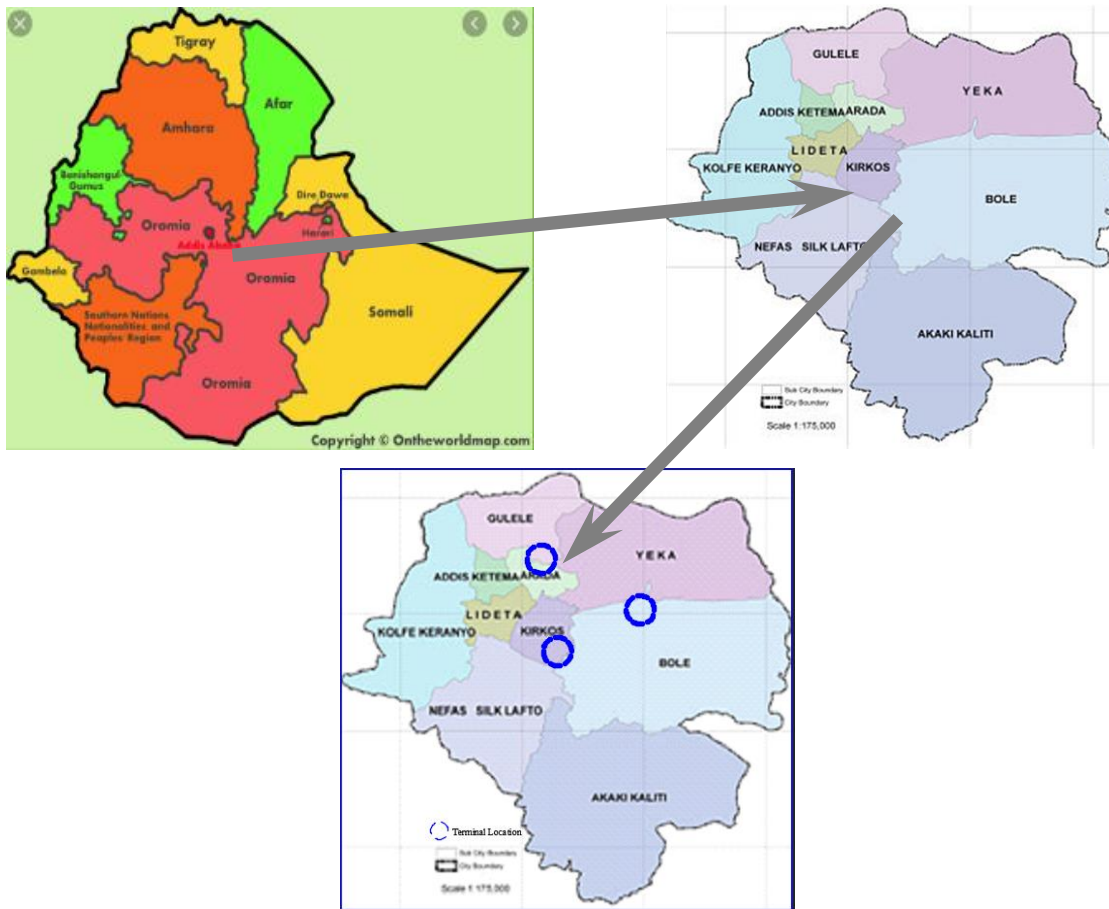 Tigray
Afar
Amhara
Benishangul
Gumuz
Dire Dawa
Oromia
Harari
Addis Ababa
Gambela
Oromia
Somali
Southern Nations,
Nationalities, and
Peoples' Region
Oromia
Copyright © Ontheworldmap.com
GULELE
YEKA
ADDIS KETEMA ARADA
LIDETA
KIRKOS
KOLFE KERANYO
BOLE
NEFAS SILK LAFTO
AKAKI KALITI
Sub City Boundary
City Boundary
Scale 1:175,000
GULELE
YEKA
ADDIS KETEMA ARADA
LIDETA
KIRKOS
KOLFE KERANYO
BOLE
NEFAS SILK LAFTO
AKAKI KALITI
Terminal Location
Sub City Boundary
City Boundary
Scale 1:175,000